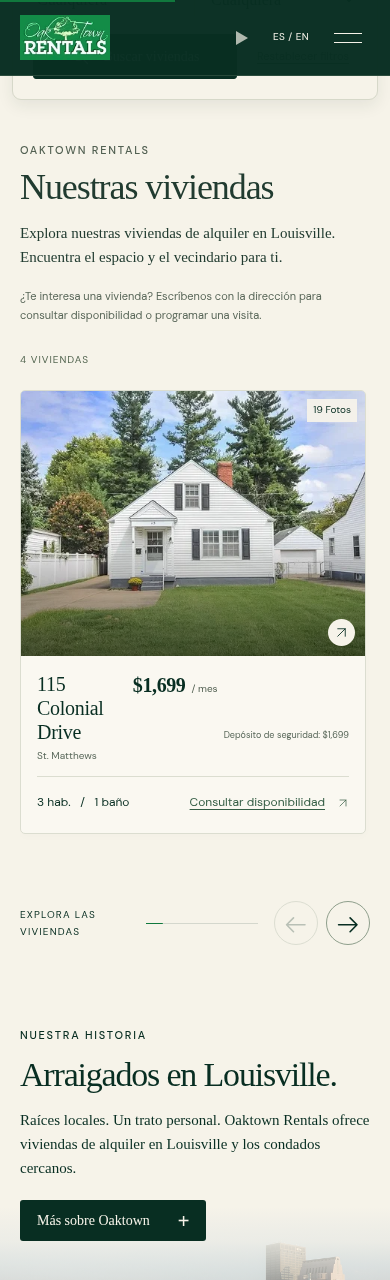 Oak Town
RENTALS
ES / EN
OAKTOWN RENTALS
Nuestras viviendas
Explora nuestras viviendas de alquiler en Louisville.
Encuentra el espacio y el vecindario para ti.
¿Te interesa una vivienda? Escríbenos con la dirección para
consultar disponibilidad o programar una visita.
4 VIVIENDAS
19 Fotos
115
Colonial
Drive
$1,699 / mes
Depósito de seguridad: $1,699
St. Matthews
3 hab. / 1 baño
Consultar disponibilidad
EXPLORA LAS
VIVIENDAS
NUESTRA HISTORIA
Arraigados en Louisville.
Raíces locales. Un trato personal. Oaktown Rentals ofrece
viviendas de alquiler en Louisville y los condados
cercanos.
Más sobre Oaktown +